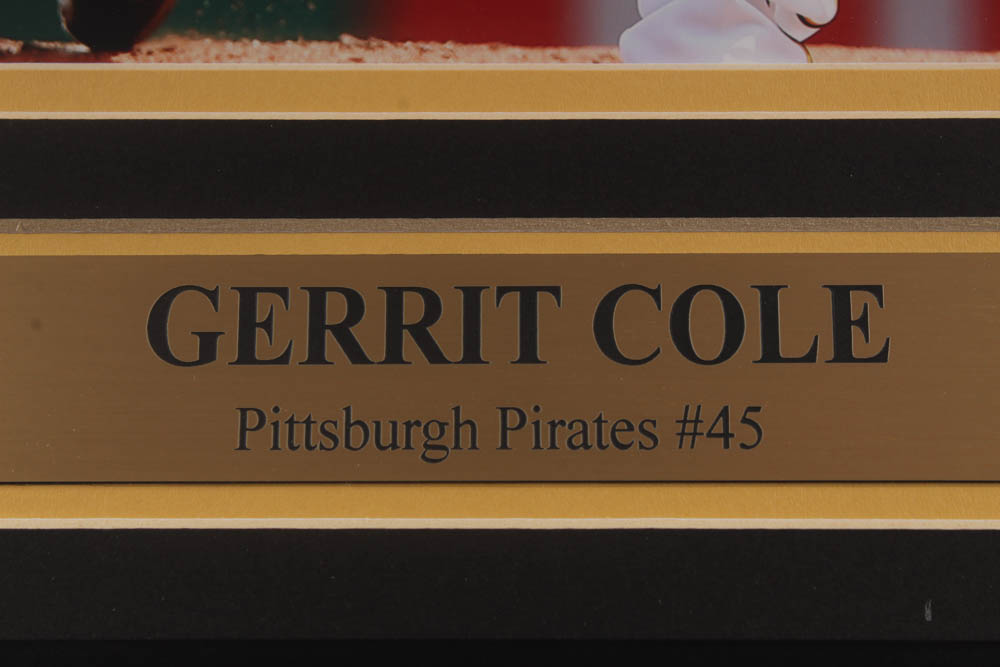 GERRIT COLE
Pittsburgh Pirates #45